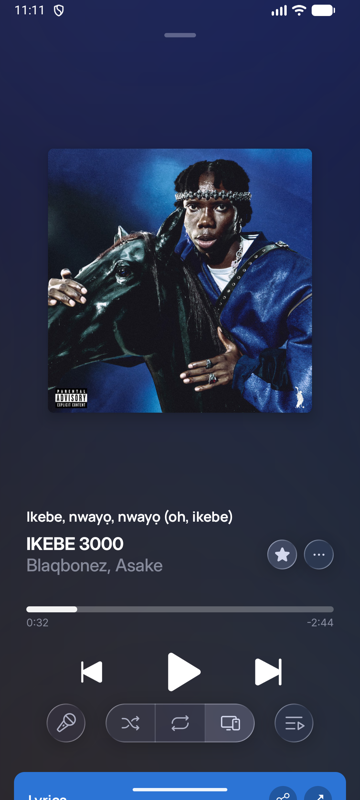 11:11
PARENTAL
ADVISORY
EXPLICIT CONTENT
Ikebe, nwayọ, nwayọ (oh, ikebe)
IKEBE 3000
Blaqbonez, Asake
0:32
-2:44
Lyrics